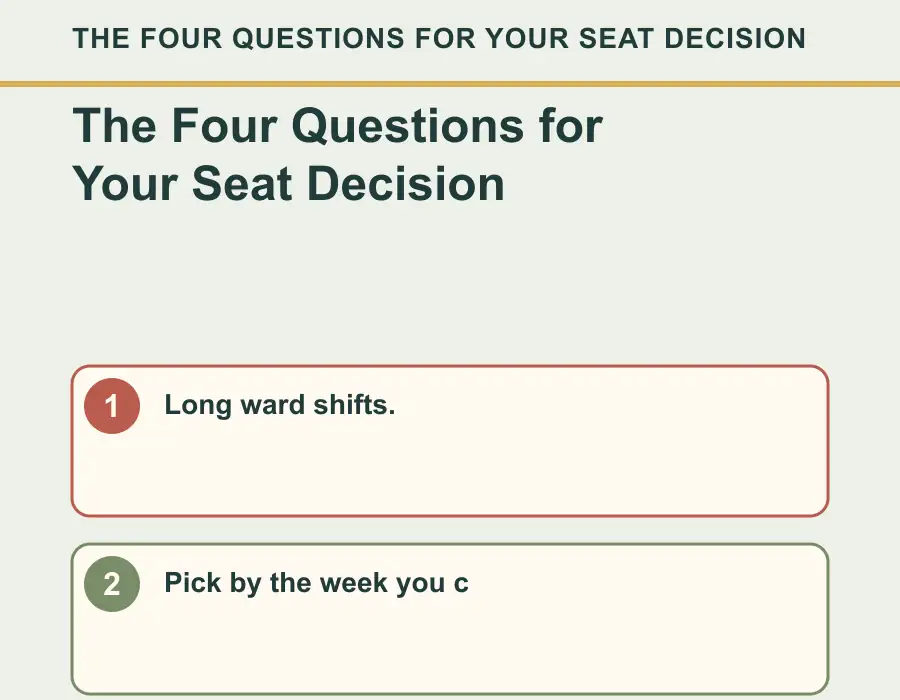 THE FOUR QUESTIONS FOR YOUR SEAT DECISION
The Four Questions for
Your Seat Decision
1 Long ward shifts.
2 Pick by the week you c